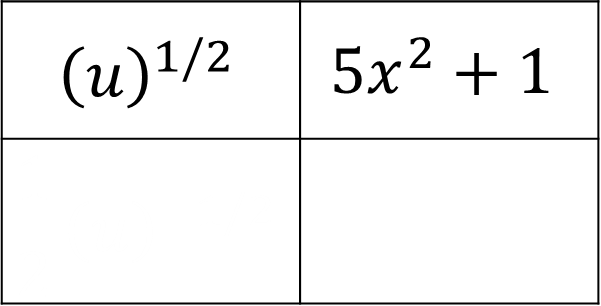 (u)^{1/2} 5x^2 + 1